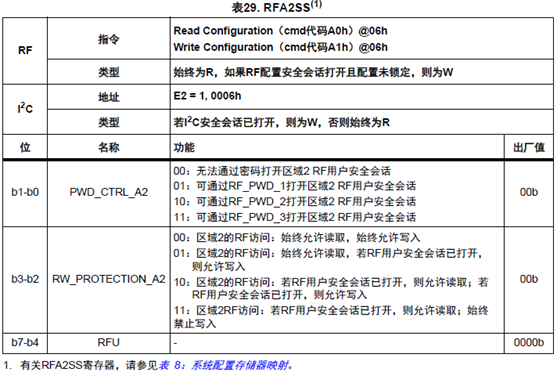 表29. RFA2SS(1)
RF
指令
Read Configuration（cmd代码A0h）@06h
Write Configuration（cmd代码A1h）@06h
类型
始终为R，如果RF配置安全会话打开且配置未锁定，则为W
I2C
地址
E2 = 1, 0006h
类型
若I2C安全会话已打开，则为W，否则始终为R
位 名称 功能 出厂值
b1-b0 PWD_CTRL_A2
00：无法通过密码打开区域2 RF用户安全会话
01：可通过RF_PWD_1打开区域2 RF用户安全会话
10：可通过RF_PWD_2打开区域2 RF用户安全会话
11：可通过RF_PWD_3打开区域2 RF用户安全会话
00b
b3-b2 RW_PROTECTION_A2
00：区域2的RF访问：始终允许读取，始终允许写入
01：区域2的RF访问：始终允许读取，若RF用户安全会话已打开，
则允许写入
10：区域2的RF访问：若RF用户安全会话已打开，则允许读取；若
RF用户安全会话已打开，则允许写入
11：区域2RF访问：若RF用户安全会话已打开，则允许读取；始终
禁止写入
00b
b7-b4 RFU - 0000b
1. 有关RFA2SS寄存器，请参见表 8：系统配置存储器映射。